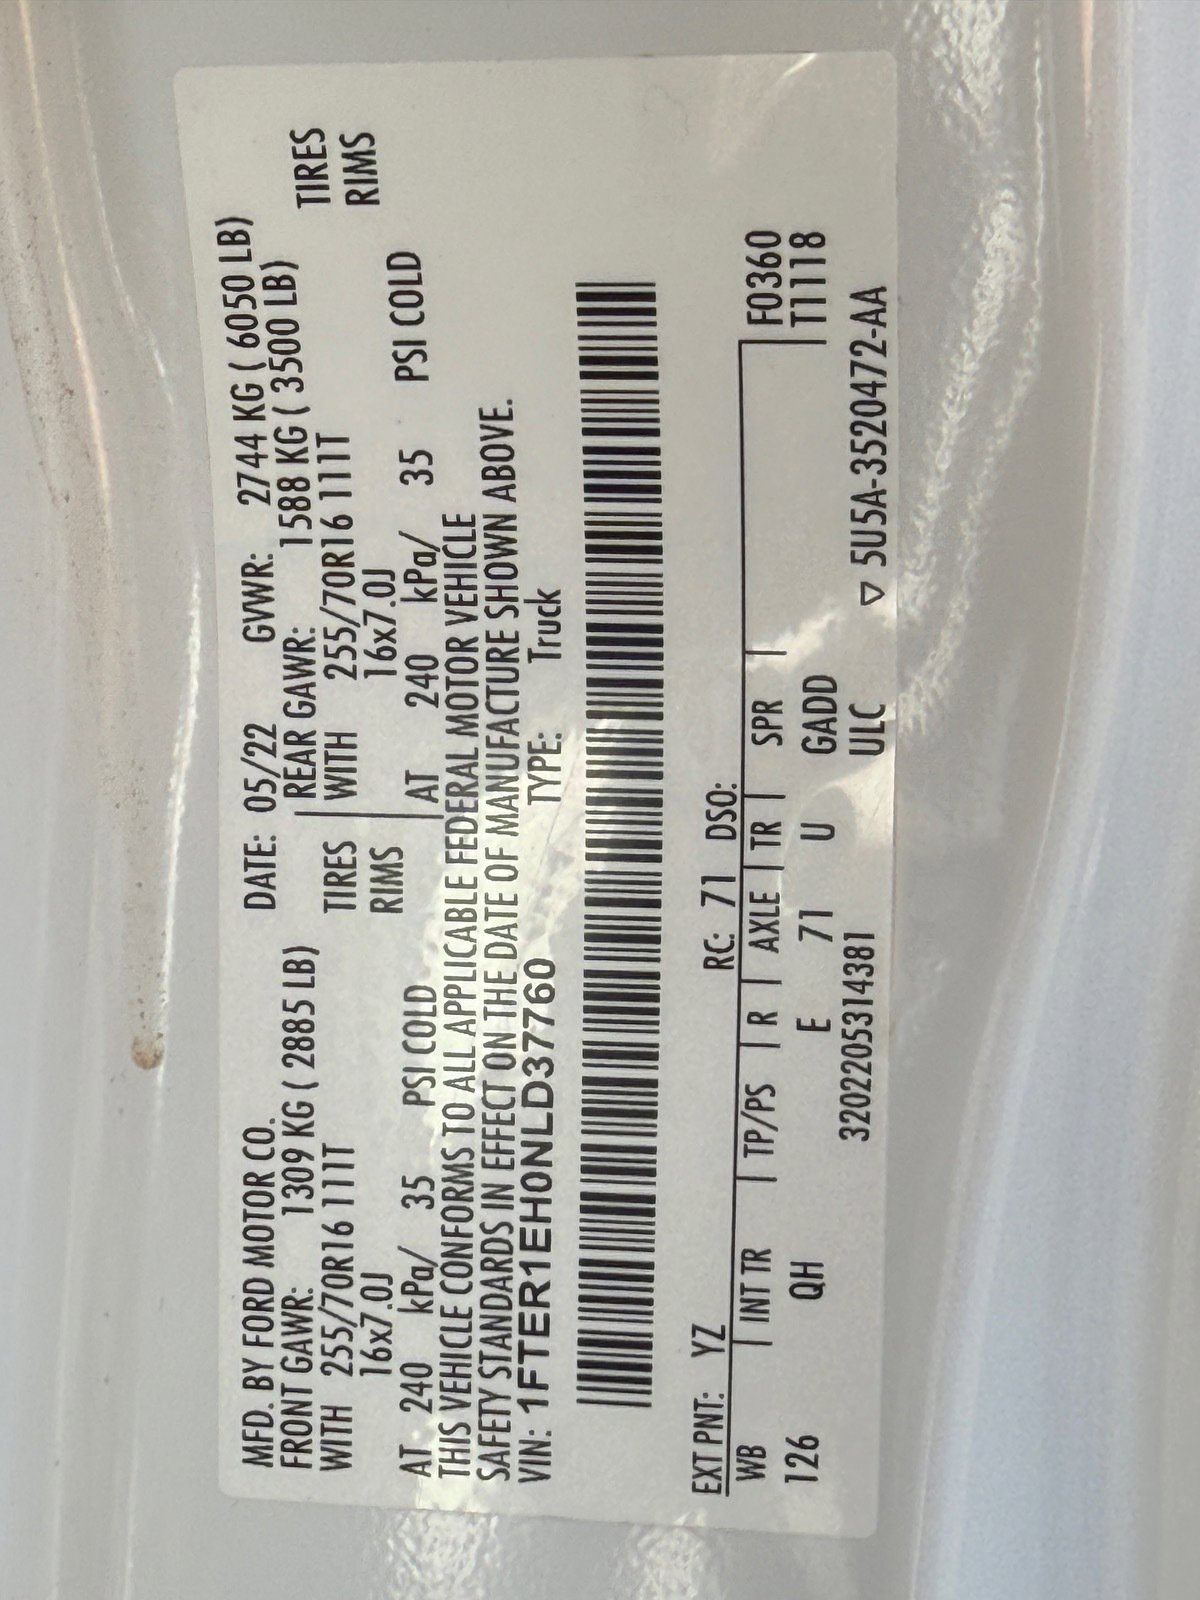 MFD. BY FORD MOTOR CO. DATE: 05/22 GVWR: 2744 KG ( 6050 LB)
FRONT GAWR: 1309 KG ( 2885 LB) REAR GAWR: 1588 KG ( 3500 LB)
WITH 255/70R16 111T TIRES WITH 255/70R16 111T TIRES
16x7.0J RIMS 16x7.0J RIMS
AT 240 kPa/ 35 PSI COLD AT 240 kPa/ 35 PSI COLD
THIS VEHICLE CONFORMS TO ALL APPLICABLE FEDERAL MOTOR VEHICLE
SAFETY STANDARDS IN EFFECT ON THE DATE OF MANUFACTURE SHOWN ABOVE.
VIN: 1FTER1EH0NLD37760 TYPE: Truck
EXT PNT: YZ RC: 71 DSO:
WB INT TR TP/PS R AXLE TR SPR F0360
126 QH E 71 U GADD T1118
3202205314381 ULC ▽ 5U5A-3520472-AA